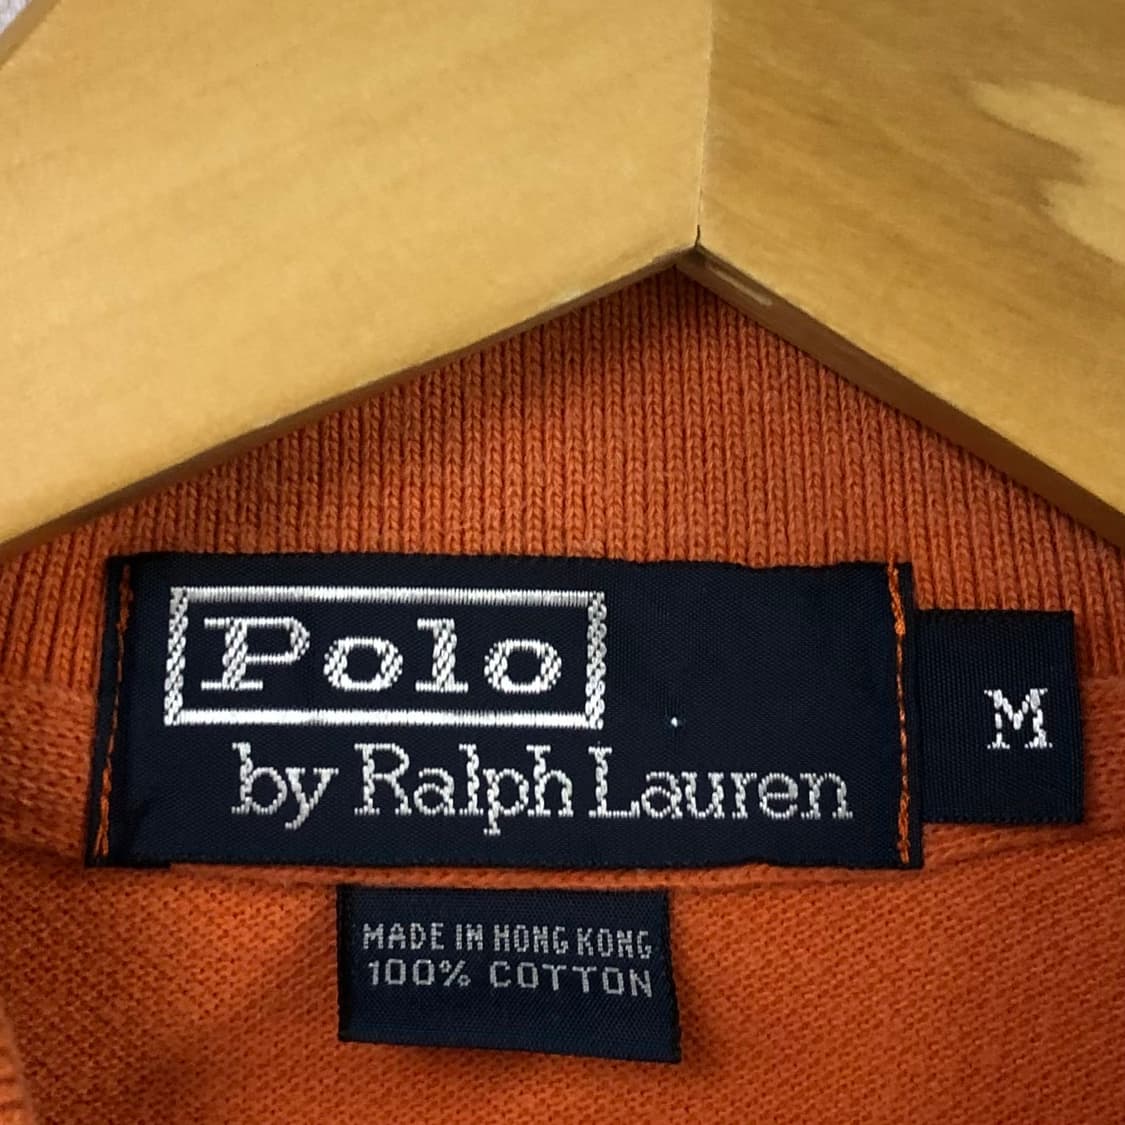 Polo
by Ralph Lauren
M
MADE IN HONG KONG
100% COTTON